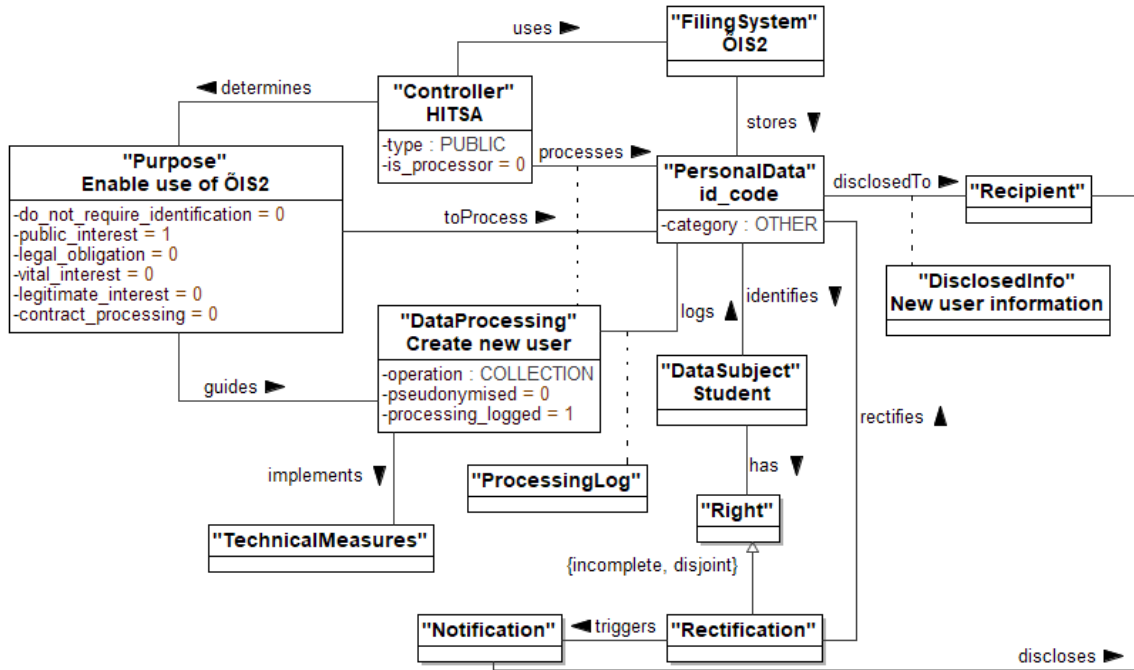 uses ►
"FilingSystem"
ÕIS2
◄ determines
"Controller"
HITSA
-type : PUBLIC
-is_processor = 0
stores ▼
processes ►
"Purpose"
Enable use of ÕIS2
-do_not_require_identification = 0
-public_interest = 1
-legal_obligation = 0
-vital_interest = 0
-legitimate_interest = 0
-contract_processing = 0
toProcess ►
"PersonalData"
id_code
-category : OTHER
disclosedTo ►
"Recipient"
"DisclosedInfo"
New user information
logs ▲
identifies ▼
"DataProcessing"
Create new user
-operation : COLLECTION
-pseudonymised = 0
-processing_logged = 1
guides ►
"DataSubject"
Student
rectifies ▲
implements ▼
"ProcessingLog"
has ▼
"Right"
"TechnicalMeasures"
{incomplete, disjoint}
"Notification"
◄ triggers
"Rectification"
discloses ►